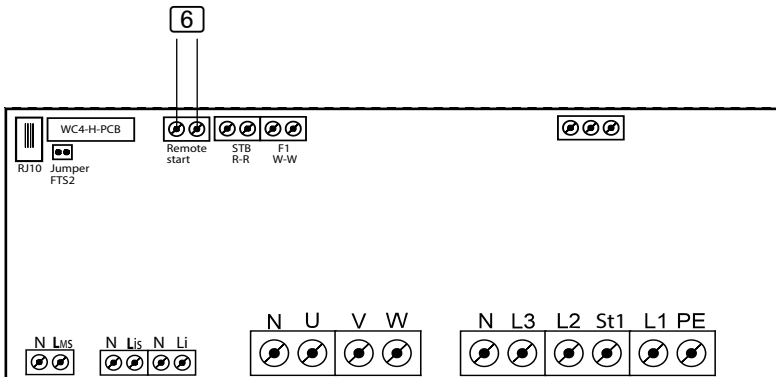 6
WC4-H-PCB
RJ10
Jumper
FTS2
Remote
start
STB
R-R
F1
W-W
N LMS
N LiS N Li
N U V W
N L3 L2 St1 L1 PE